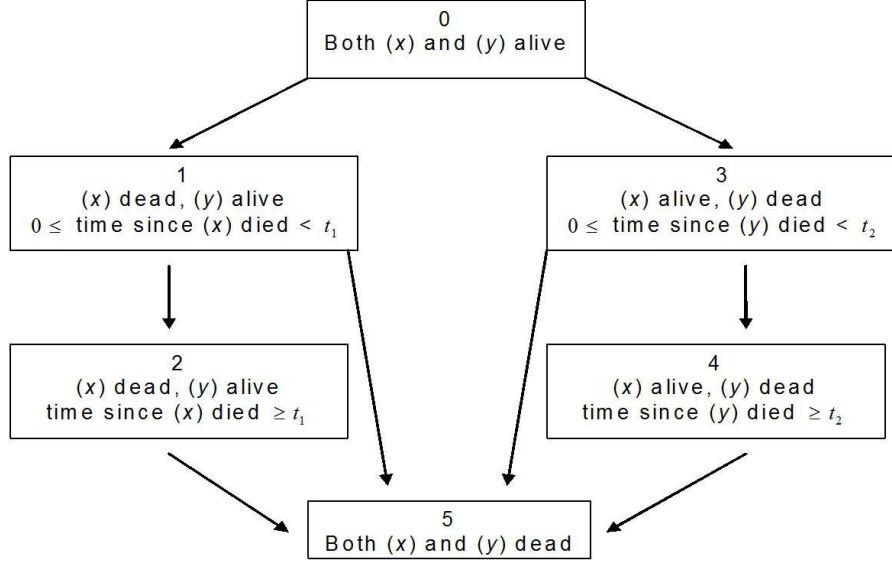 0
Both (x) and (y) alive
1
(x) dead, (y) alive
0 ≤ time since (x) died < t₁
3
(x) alive, (y) dead
0 ≤ time since (y) died < t₂
2
(x) dead, (y) alive
time since (x) died ≥ t₁
4
(x) alive, (y) dead
time since (y) died ≥ t₂
5
Both (x) and (y) dead